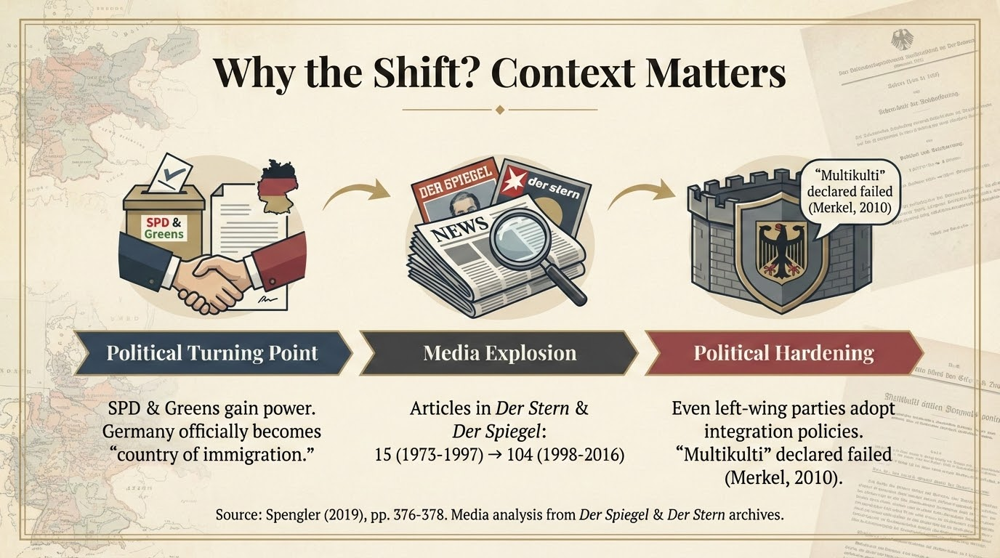 Why the Shift? Context Matters
SPD &
Greens
DER SPIEGEL
der stern
NEWS
“Multikulti”
declared failed
(Merkel, 2010)
Political Turning Point
Media Explosion
Political Hardening
SPD & Greens gain power.
Germany officially becomes
“country of immigration.”
Articles in Der Stern &
Der Spiegel:
15 (1973-1997) → 104 (1998-2016)
Even left-wing parties adopt
integration policies.
“Multikulti” declared failed
(Merkel, 2010).
Source: Spengler (2019), pp. 376-378. Media analysis from Der Spiegel & Der Stern archives.